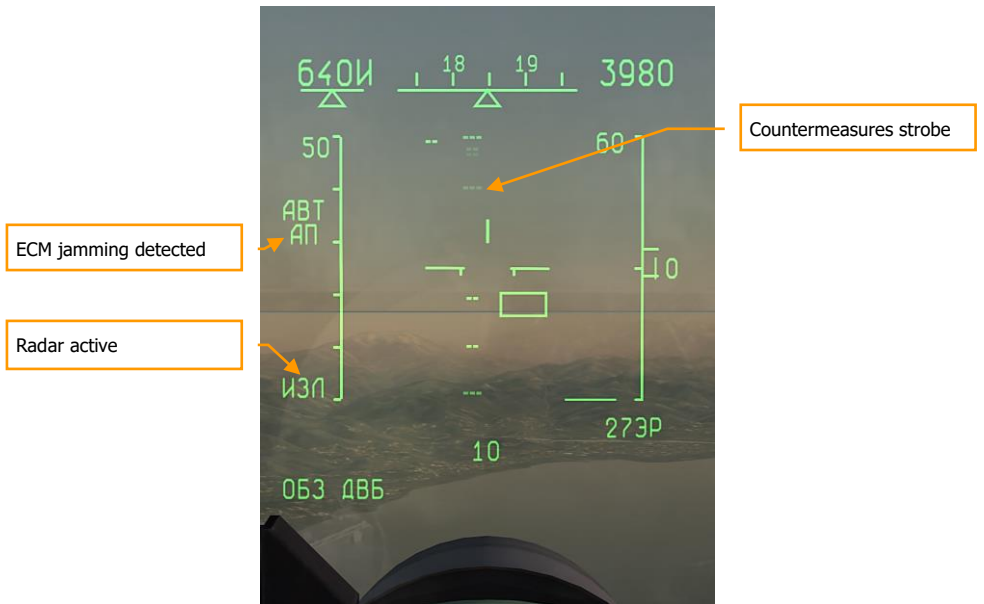 640И
18 19
3980
Countermeasures strobe
50
60
АВТ
АП
ECM jamming detected
10
Radar active
ИЗЛ
273Р
10
ОБЗ ДВБ